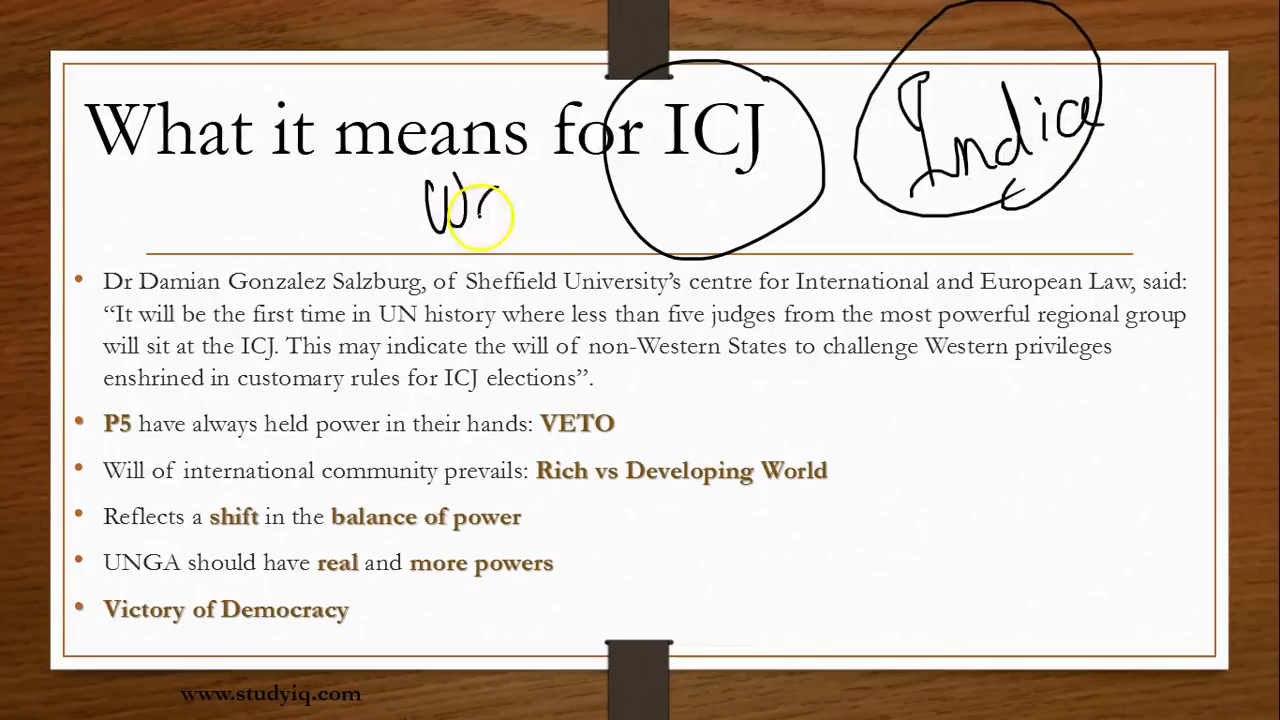 What it means for ICJ
India
• Dr Damian Gonzalez Salzburg, of Sheffield University’s centre for International and European Law, said:
“It will be the first time in UN history where less than five judges from the most powerful regional group
will sit at the ICJ. This may indicate the will of non-Western States to challenge Western privileges
enshrined in customary rules for ICJ elections”.
• P5 have always held power in their hands: VETO
• Will of international community prevails: Rich vs Developing World
• Reflects a shift in the balance of power
• UNGA should have real and more powers
• Victory of Democracy
www.studyiq.com